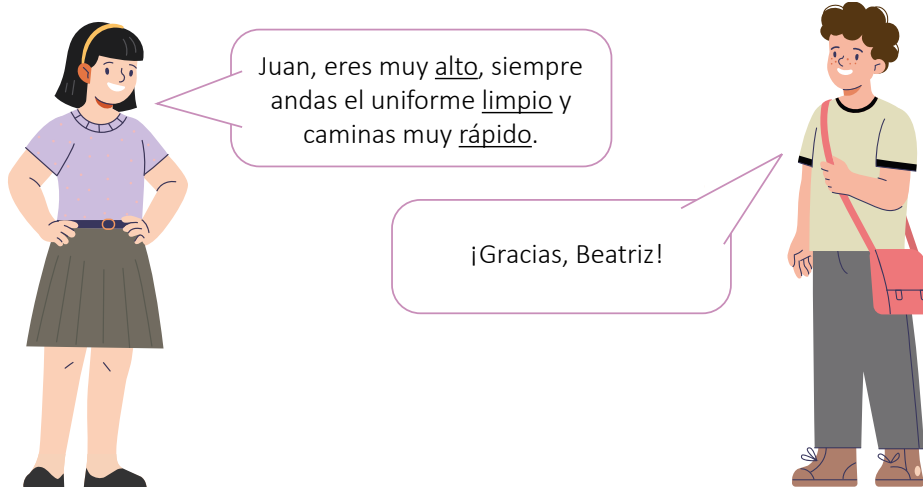 Juan, eres muy alto, siempre
andas el uniforme limpio y
caminas muy rápido.
¡Gracias, Beatriz!